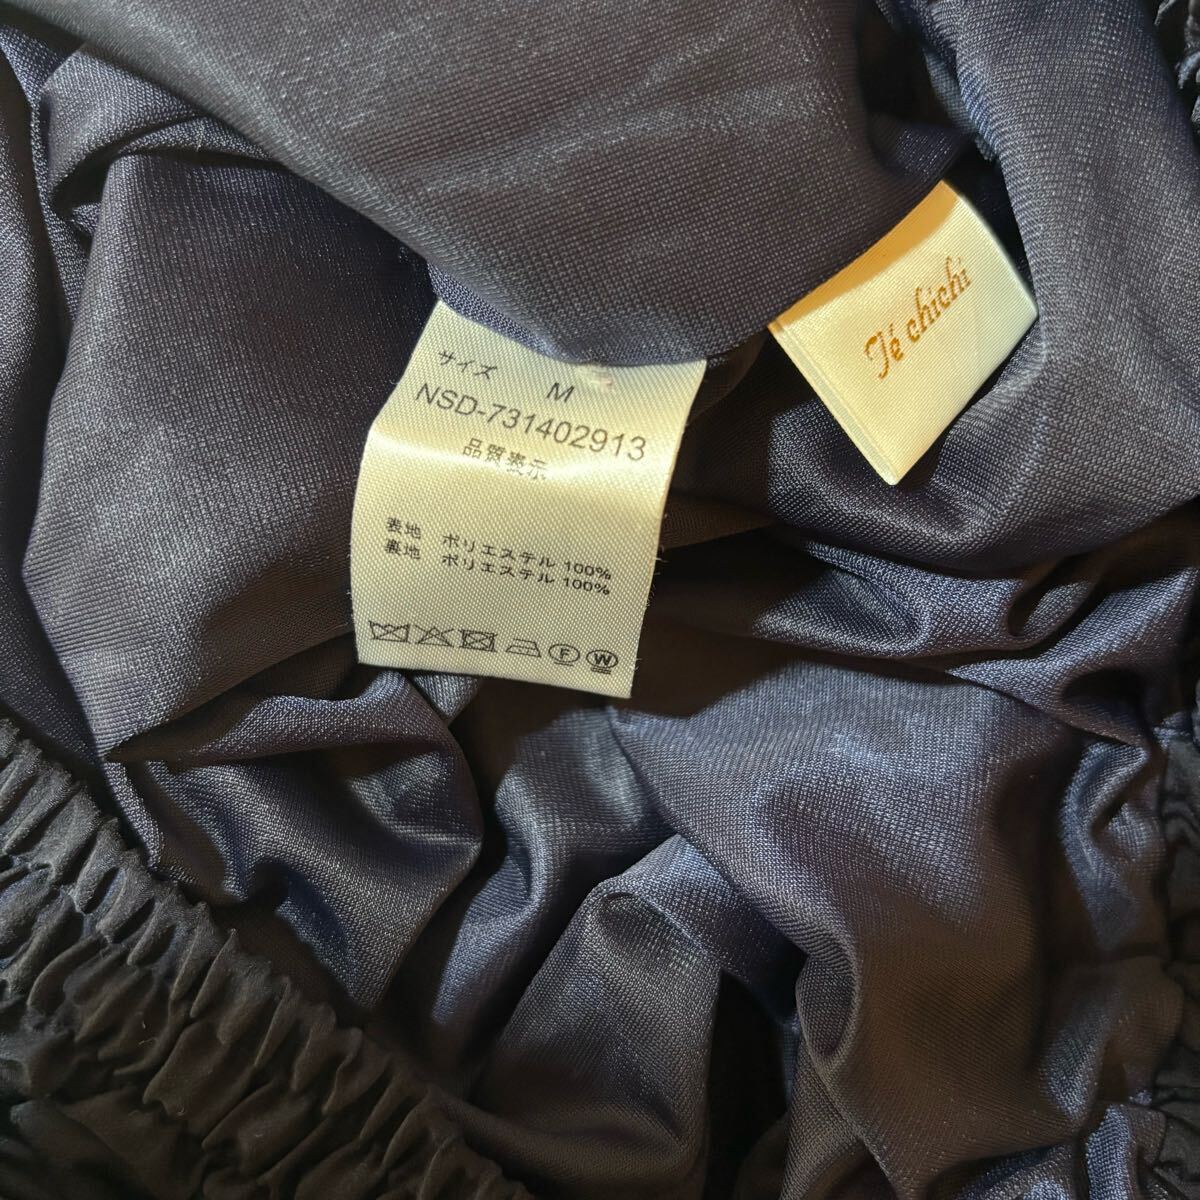 サイズ M
NSD-731402913
品質表示
表地 ポリエステル 100%
裏地 ポリエステル 100%
F W
Té chichi